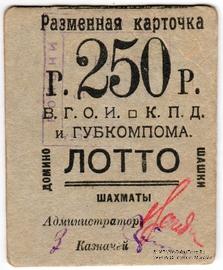 Разменная карточка
Р. 250 Р.
В. Г. О. И. К. П. Д.
и ГУБКОМПОМА.
ЛОТТО
ДОМИНО
ШАШКИ
ШАХМАТЫ
Администратор
Казначей